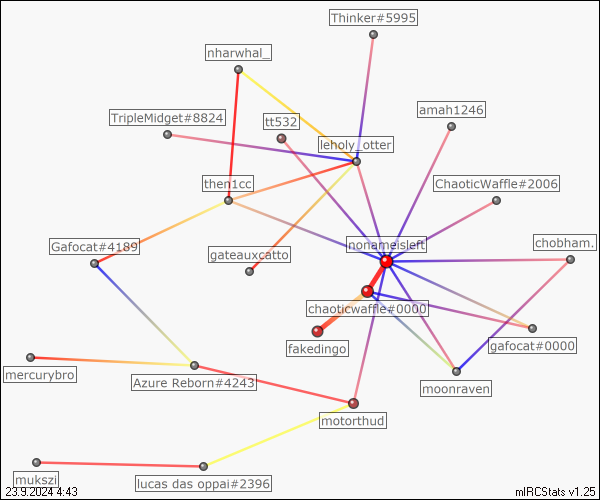 Thinker#5995
nharwhal_
amah1246
TripleMidget#8824
tt532
leholy_otter
then1cc
ChaoticWaffle#2006
Gafocat#4189
nonameisleft
chobham.
gateauxcatto
chaoticwaffle#0000
fakedingo
gafocat#0000
mercurybro
Azure Reborn#4243
moonraven
motorthud
mukszi
lucas das oppai#2396
23.9.2024 4:43
mIRCStats v1.25